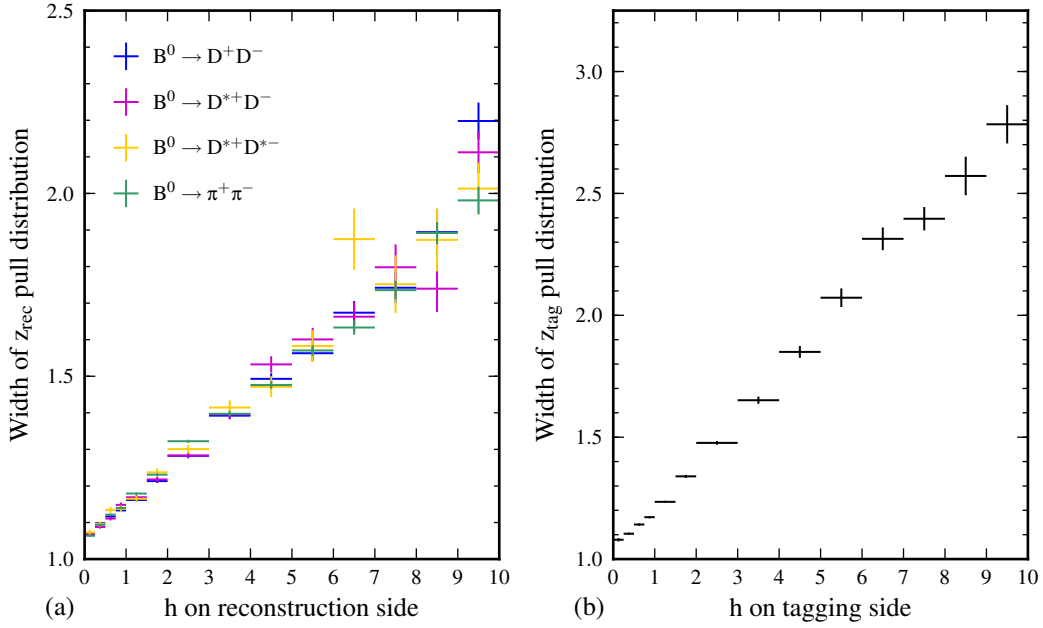 2.5
2.0
1.5
1.0
Width of z_rec pull distribution
B⁰ → D⁺D⁻
B⁰ → D*⁺D⁻
B⁰ → D*⁺D*⁻
B⁰ → π⁺π⁻
0 1 2 3 4 5 6 7 8 9 10
(a) h on reconstruction side
3.0
2.5
2.0
1.5
1.0
Width of z_tag pull distribution
0 1 2 3 4 5 6 7 8 9 10
(b) h on tagging side